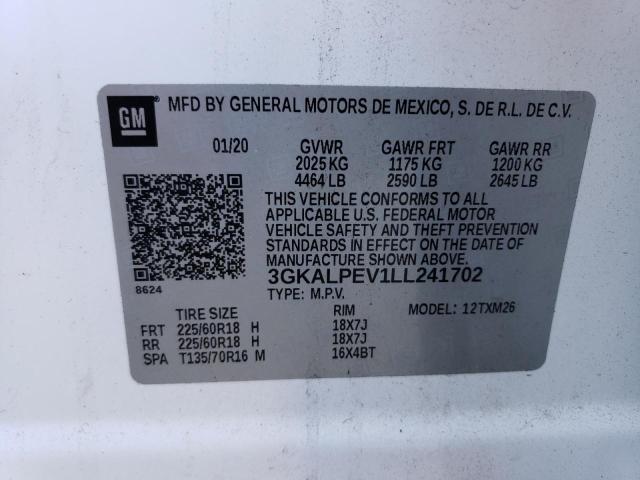 GM
MFD BY GENERAL MOTORS DE MEXICO, S. DE R.L. DE C.V.
01/20 GVWR GAWR FRT GAWR RR
2025 KG 1175 KG 1200 KG
4464 LB 2590 LB 2645 LB
THIS VEHICLE CONFORMS TO ALL
APPLICABLE U.S. FEDERAL MOTOR
VEHICLE SAFETY AND THEFT PREVENTION
STANDARDS IN EFFECT ON THE DATE
OF MANUFACTURE SHOWN ABOVE.
8624
3GKALPEV1LL241702
TYPE: M.P.V.
TIRE SIZE RIM MODEL: 12TXM26
FRT 225/60R18 H 18X7J
RR 225/60R18 H 18X7J
SPA T135/70R16 M 16X4BT